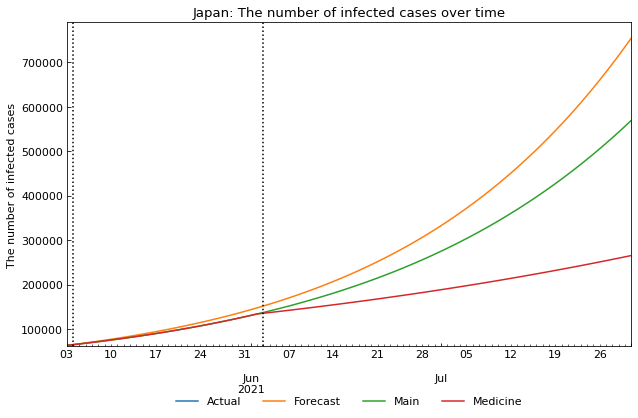 Japan: The number of infected cases over time
The number of infected cases
700000
600000
500000
400000
300000
200000
100000
03 10 17 24 31 07 14 21 28 05 12 19 26
Jun Jul
2021
Actual Forecast Main Medicine